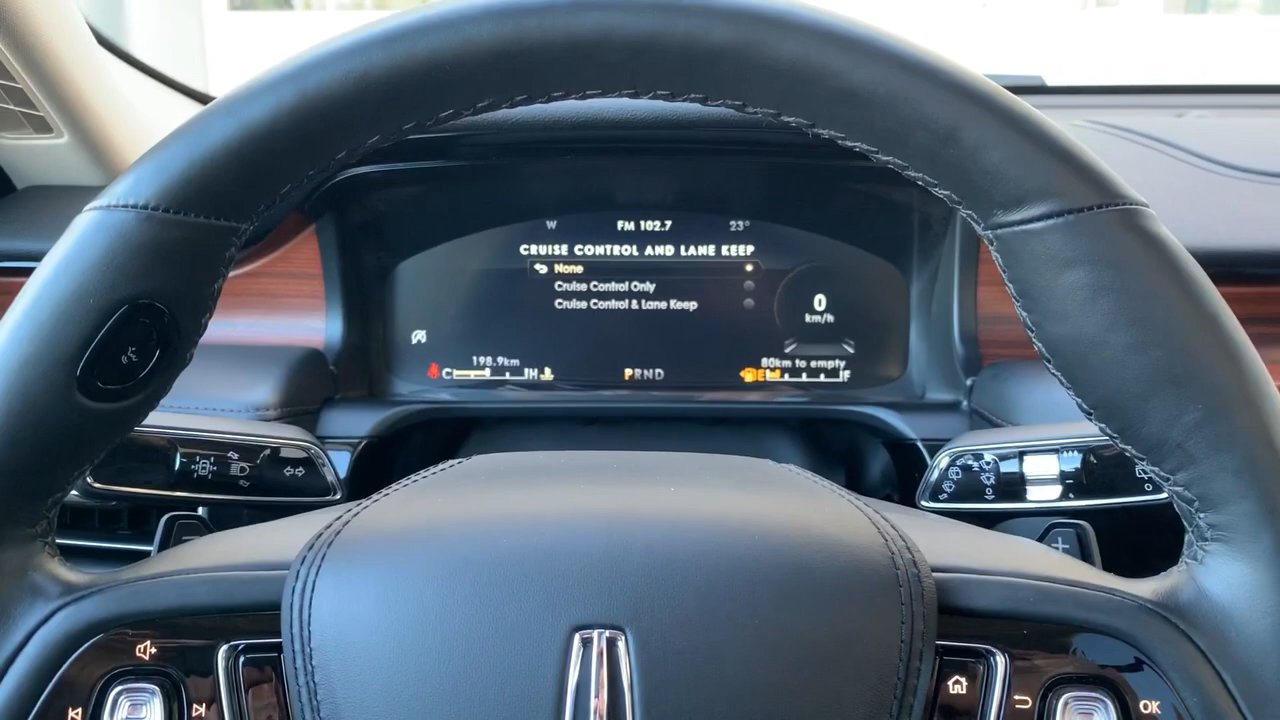 W FM 102.7 23°
CRUISE CONTROL AND LANE KEEP
None
Cruise Control Only
Cruise Control & Lane Keep
0
km/h
198.9km
80km to empty
C H PRND E F
OK